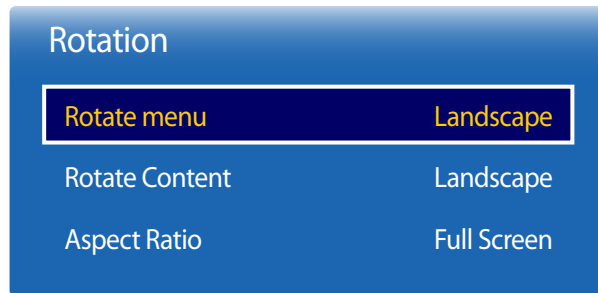 Rotation
Rotate menu Landscape
Rotate Content Landscape
Aspect Ratio Full Screen